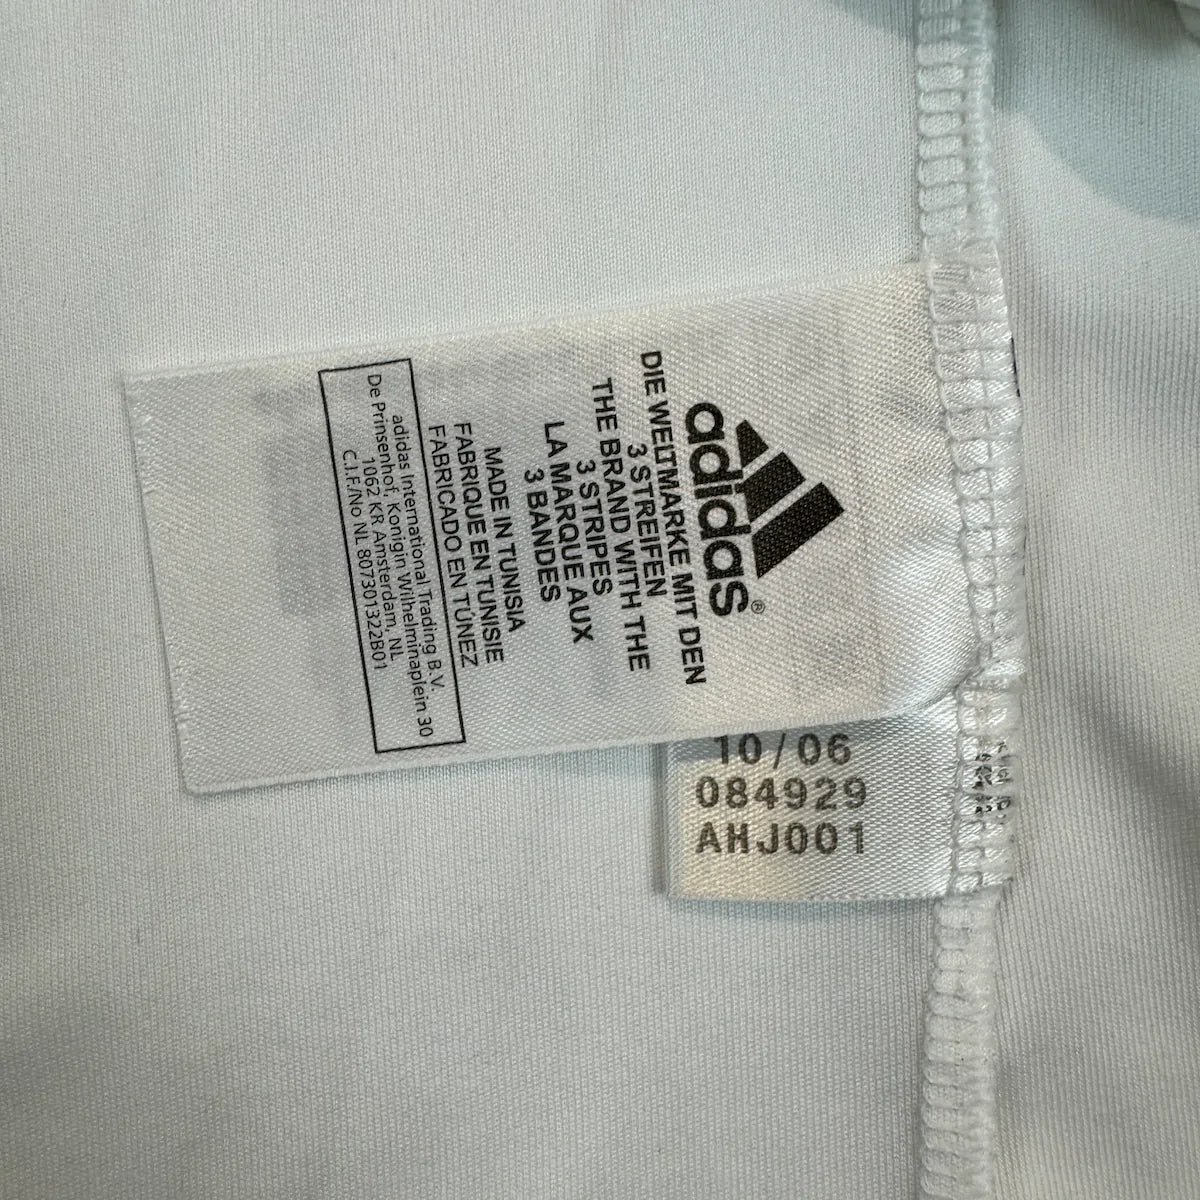 adidas®
DIE WELTMARKE MIT DEN
3 STREIFEN
THE BRAND WITH THE
3 STRIPES
LA MARQUE AUX
3 BANDES
MADE IN TUNISIA
FABRIQUE EN TUNISIE
FABRICADO EN TÚNEZ
adidas International Trading B.V.
De Prinsenhof, Konigin Wilhelminaplein 30
1062 KR Amsterdam, NL
C.I.F./No NL 807301322B01
10/06
084929
AHJ001